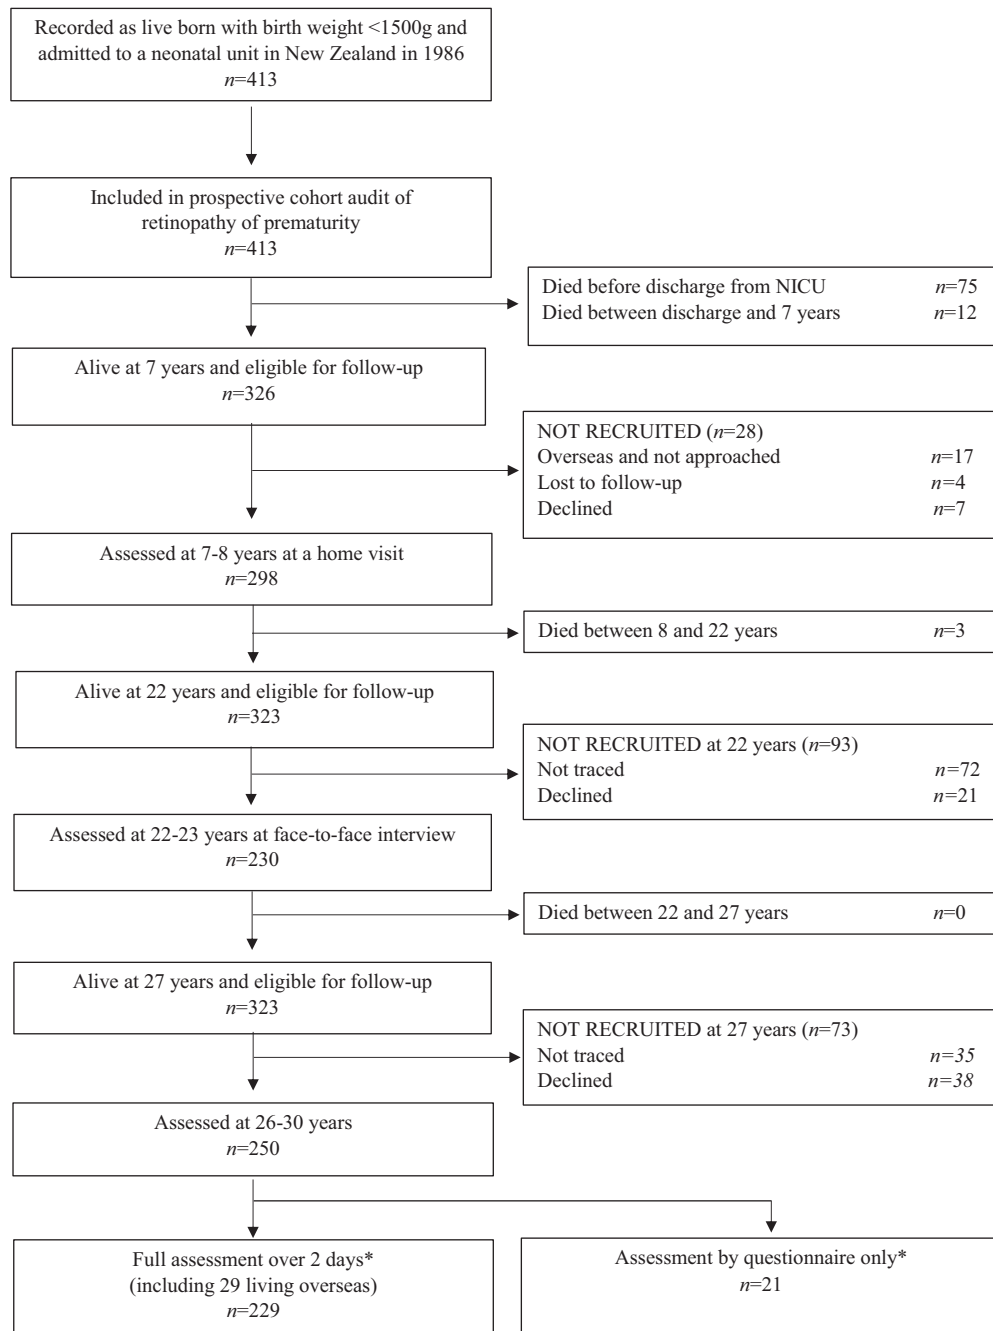 Recorded as live born with birth weight <1500g and
admitted to a neonatal unit in New Zealand in 1986
n=413
Included in prospective cohort audit of
retinopathy of prematurity
n=413
Died before discharge from NICU n=75
Died between discharge and 7 years n=12
Alive at 7 years and eligible for follow-up
n=326
NOT RECRUITED (n=28)
Overseas and not approached n=17
Lost to follow-up n=4
Declined n=7
Assessed at 7-8 years at a home visit
n=298
Died between 8 and 22 years n=3
Alive at 22 years and eligible for follow-up
n=323
NOT RECRUITED at 22 years (n=93)
Not traced n=72
Declined n=21
Assessed at 22-23 years at face-to-face interview
n=230
Died between 22 and 27 years n=0
Alive at 27 years and eligible for follow-up
n=323
NOT RECRUITED at 27 years (n=73)
Not traced n=35
Declined n=38
Assessed at 26-30 years
n=250
Full assessment over 2 days*
(including 29 living overseas)
n=229
Assessment by questionnaire only*
n=21